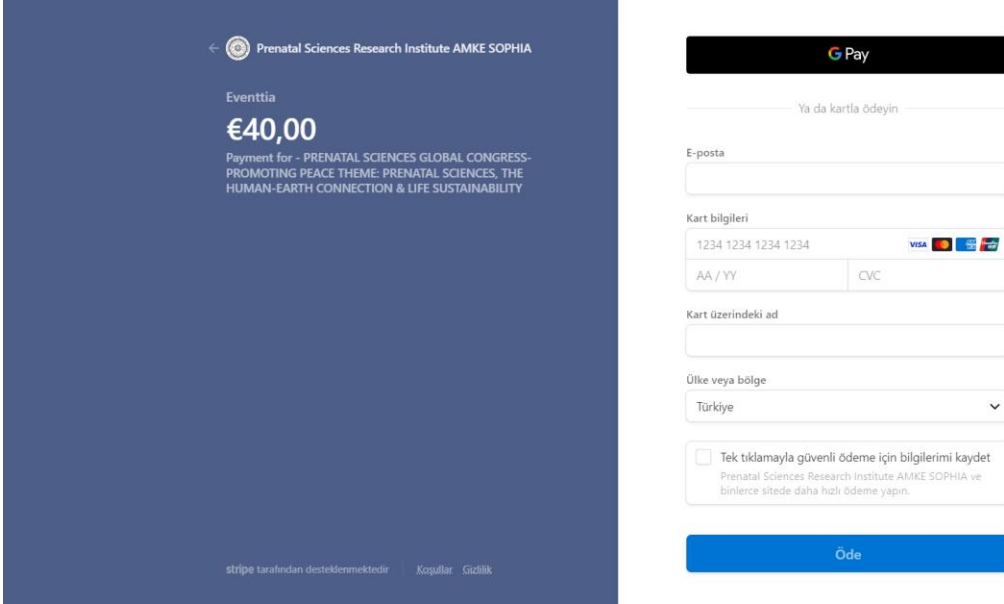 Prenatal Sciences Research Institute AMKE SOPHIA
Eventtia
€40,00
Payment for - PRENATAL SCIENCES GLOBAL CONGRESS-
PROMOTING PEACE THEME: PRENATAL SCIENCES, THE
HUMAN-EARTH CONNECTION & LIFE SUSTAINABILITY
stripe tarafından desteklenmektedir
Koşullar Gizlilik
G Pay
Ya da kartla ödeyin
E-posta
Kart bilgileri
1234 1234 1234 1234 VISA
AA / YY CVC
Kart üzerindeki ad
Ülke veya bölge
Türkiye
Tek tıklamayla güvenli ödeme için bilgilerimi kaydet
Prenatal Sciences Research Institute AMKE SOPHIA ve
binlerce sitede daha hızlı ödeme yapın.
Öde